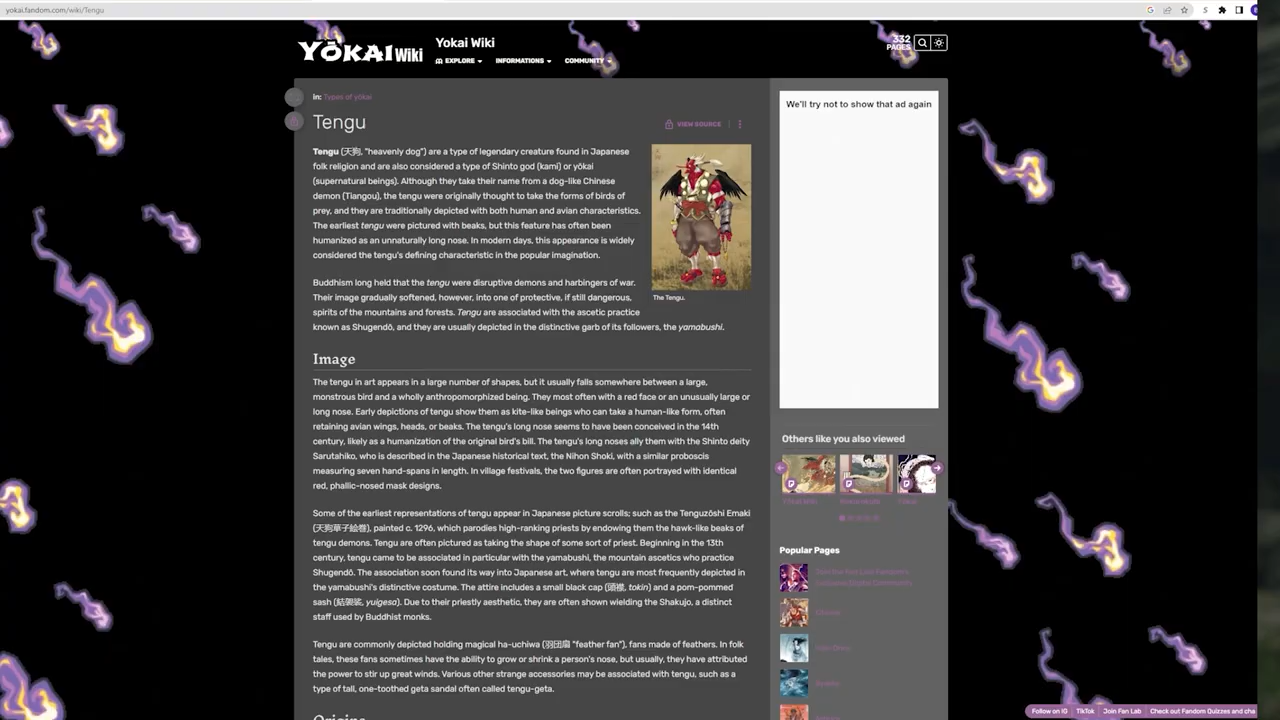 yokai.fandom.com/wiki/Tengu
YŌKAI Wiki
Yokai Wiki
332
PAGES
EXPLORE
INFORMATIONS
COMMUNITY
in: Types of yōkai
Tengu
VIEW SOURCE
Tengu (天狗, "heavenly dog") are a type of legendary creature found in Japanese
folk religion and are also considered a type of Shinto god (kami) or yōkai
(supernatural beings). Although they take their name from a dog-like Chinese
demon (Tiangou), the tengu were originally thought to take the forms of birds of
prey, and they are traditionally depicted with both human and avian characteristics.
The earliest tengu were pictured with beaks, but this feature has often been
humanized as an unnaturally long nose. In modern days, this appearance is widely
considered the tengu's defining characteristic in the popular imagination.
The Tengu.
Buddhism long held that the tengu were disruptive demons and harbingers of war.
Their image gradually softened, however, into one of protective, if still dangerous,
spirits of the mountains and forests. Tengu are associated with the ascetic practice
known as Shugendō, and they are usually depicted in the distinctive garb of its followers, the yamabushi.
Image
The tengu in art appears in a large number of shapes, but it usually falls somewhere between a large,
monstrous bird and a wholly anthropomorphized being. They most often with a red face or an unusually large or
long nose. Early depictions of tengu show them as kite-like beings who can take a human-like form, often
retaining avian wings, heads, or beaks. The tengu's long nose seems to have been conceived in the 14th
century, likely as a humanization of the original bird's bill. The tengu's long noses ally them with the Shinto deity
Sarutahiko, who is described in the Japanese historical text, the Nihon Shoki, with a similar proboscis
measuring seven hand-spans in length. In village festivals, the two figures are often portrayed with identical
red, phallic-nosed mask designs.
Some of the earliest representations of tengu appear in Japanese picture scrolls; such as the Tenguzōshi Emaki
(天狗草子絵巻), painted c. 1296, which parodies high-ranking priests by endowing them the hawk-like beaks of
tengu demons. Tengu are often pictured as taking the shape of some sort of priest. Beginning in the 13th
century, tengu came to be associated in particular with the yamabushi, the mountain ascetics who practice
Shugendō. The association soon found its way into Japanese art, where tengu are most frequently depicted in
the yamabushi's distinctive costume. The attire includes a small black cap (頭襟, tokin) and a pom-pommed
sash (結袈裟, yuigesa). Due to their priestly aesthetic, they are often shown wielding the Shakujo, a distinct
staff used by Buddhist monks.
Tengu are commonly depicted holding magical ha-uchiwa (羽団扇 "feather fan"), fans made of feathers. In folk
tales, these fans sometimes have the ability to grow or shrink a person's nose, but usually, they have attributed
the power to stir up great winds. Various other strange accessories may be associated with tengu, such as a
type of tall, one-toothed geta sandal often called tengu-geta.
Origins
We'll try not to show that ad again
Others like you also viewed
Popular Pages
Follow on IG
TikTok
Join Fan Lab
Check out Fandom Quizzes and cha